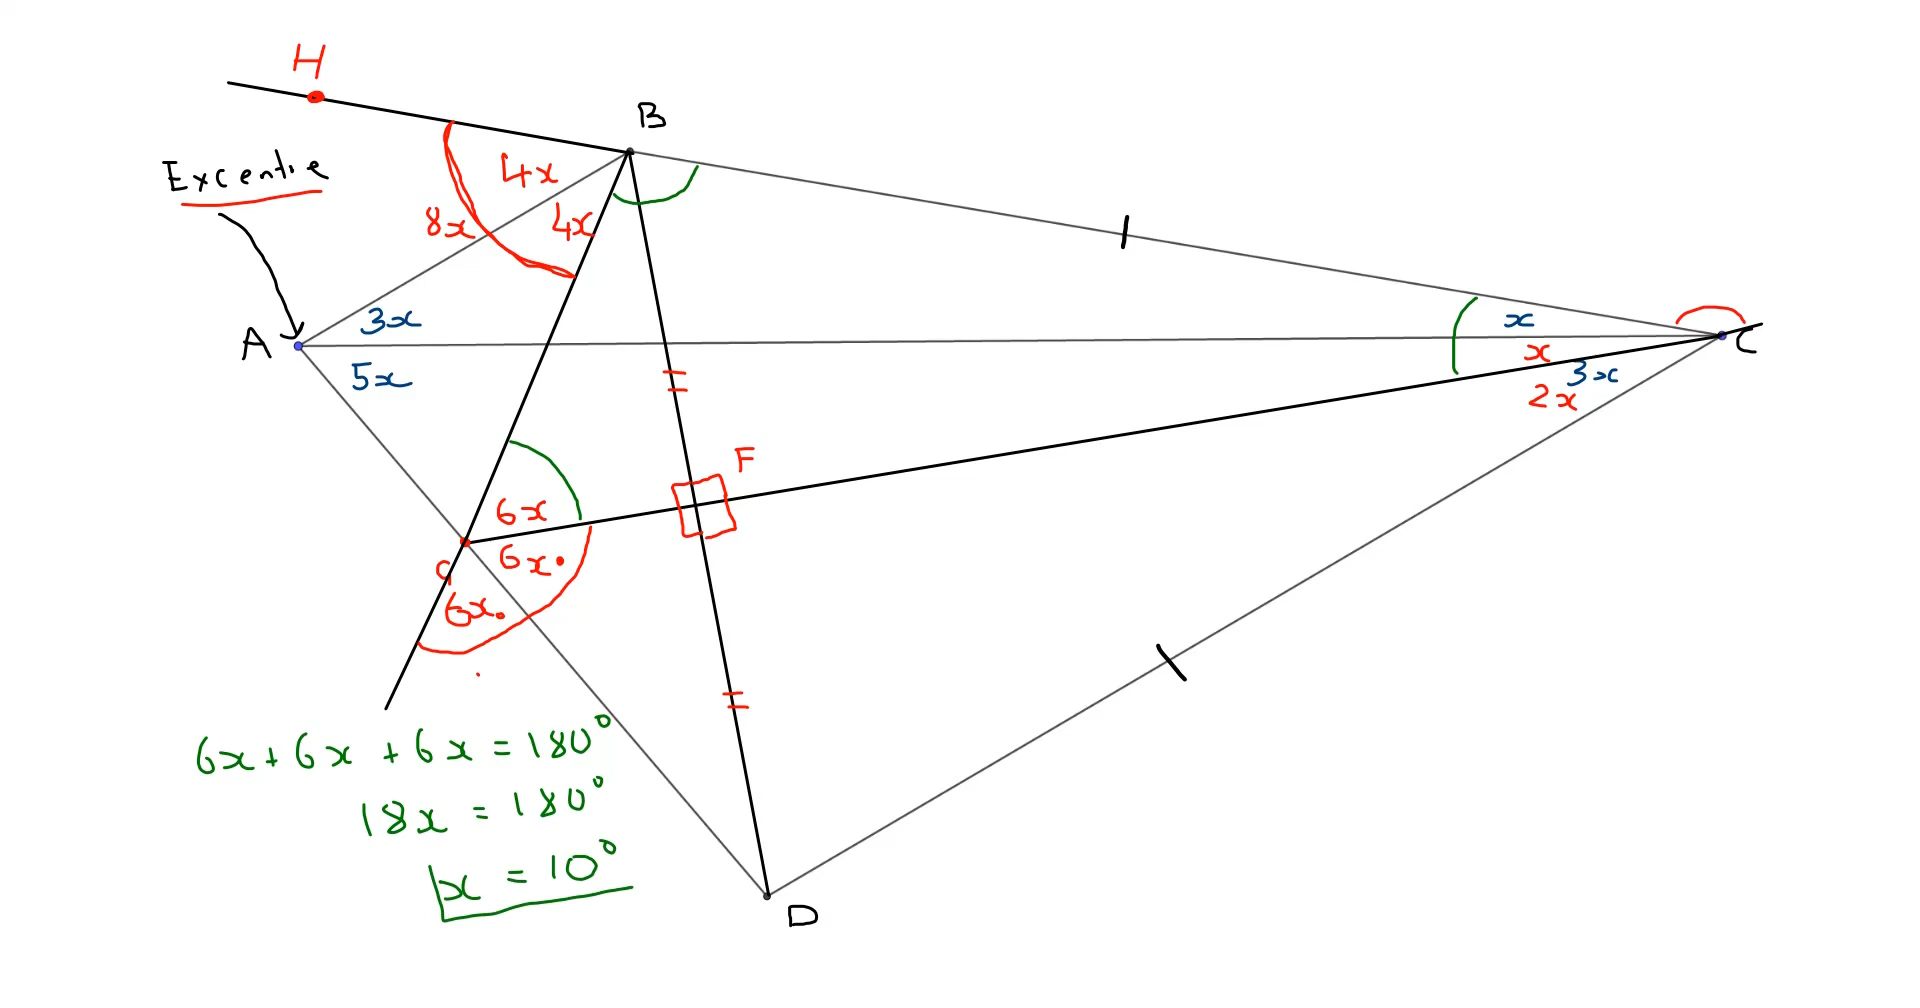 H
B
Excentre
4x
8x
4x
A
3x
5x
x
x
3x
2x
C
F
6x
6x
G
6x
6x + 6x + 6x = 180°
18x = 180°
x = 10°
D